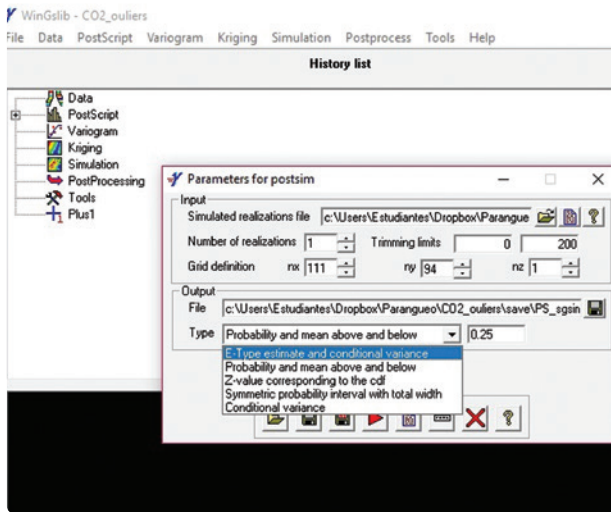 WinGslib - CO2_ouliers
File Data PostScript Variogram Kriging Simulation Postprocess Tools Help
History list
Data
PostScript
Variogram
Kriging
Simulation
PostProcessing
Tools
Plus1
Parameters for postsim
Input
Simulated realizations file c:\Users\Estudiantes\Dropbox\Parangue
Number of realizations 1 Trimming limits 0 200
Grid definition nx 111 ny 94 nz 1
Output
File c:\Users\Estudiantes\Dropbox\Parangueo\CO2_ouliers\save\PS_sgsin
Type Probability and mean above and below 0.25
E-Type estimate and conditional variance
Probability and mean above and below
Z-value corresponding to the cdf
Symmetric probability interval with total width
Conditional variance